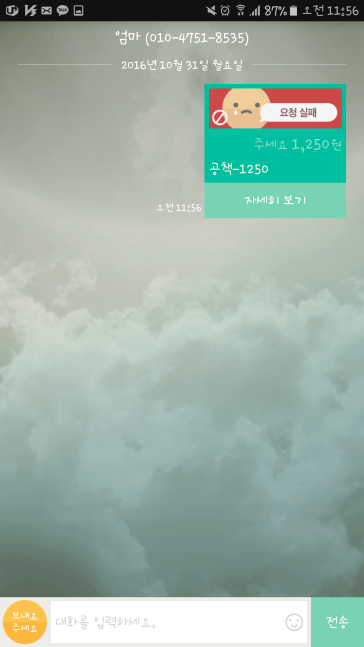 87% 오전 11:56
엄마 (010-4751-8535)
2016년 10월 31일 월요일
요청 실패
주세요 1,250원
공책-1250
오전 11:56
자세히 보기
보내요
주세요
대화를 입력하세요.
전송